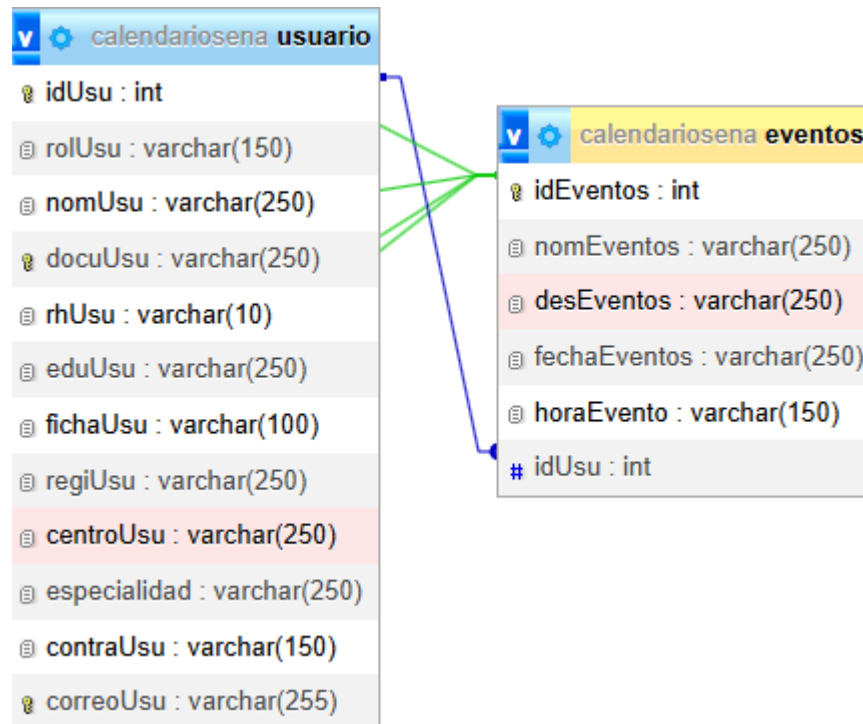 v calendariosena usuario
idUsu : int
rolUsu : varchar(150)
nomUsu : varchar(250)
docuUsu : varchar(250)
rhUsu : varchar(10)
eduUsu : varchar(250)
fichaUsu : varchar(100)
regiUsu : varchar(250)
centroUsu : varchar(250)
especialidad : varchar(250)
contraUsu : varchar(150)
correoUsu : varchar(255)
v calendariosena eventos
idEventos : int
nomEventos : varchar(250)
desEventos : varchar(250)
fechaEventos : varchar(250)
horaEvento : varchar(150)
# idUsu : int